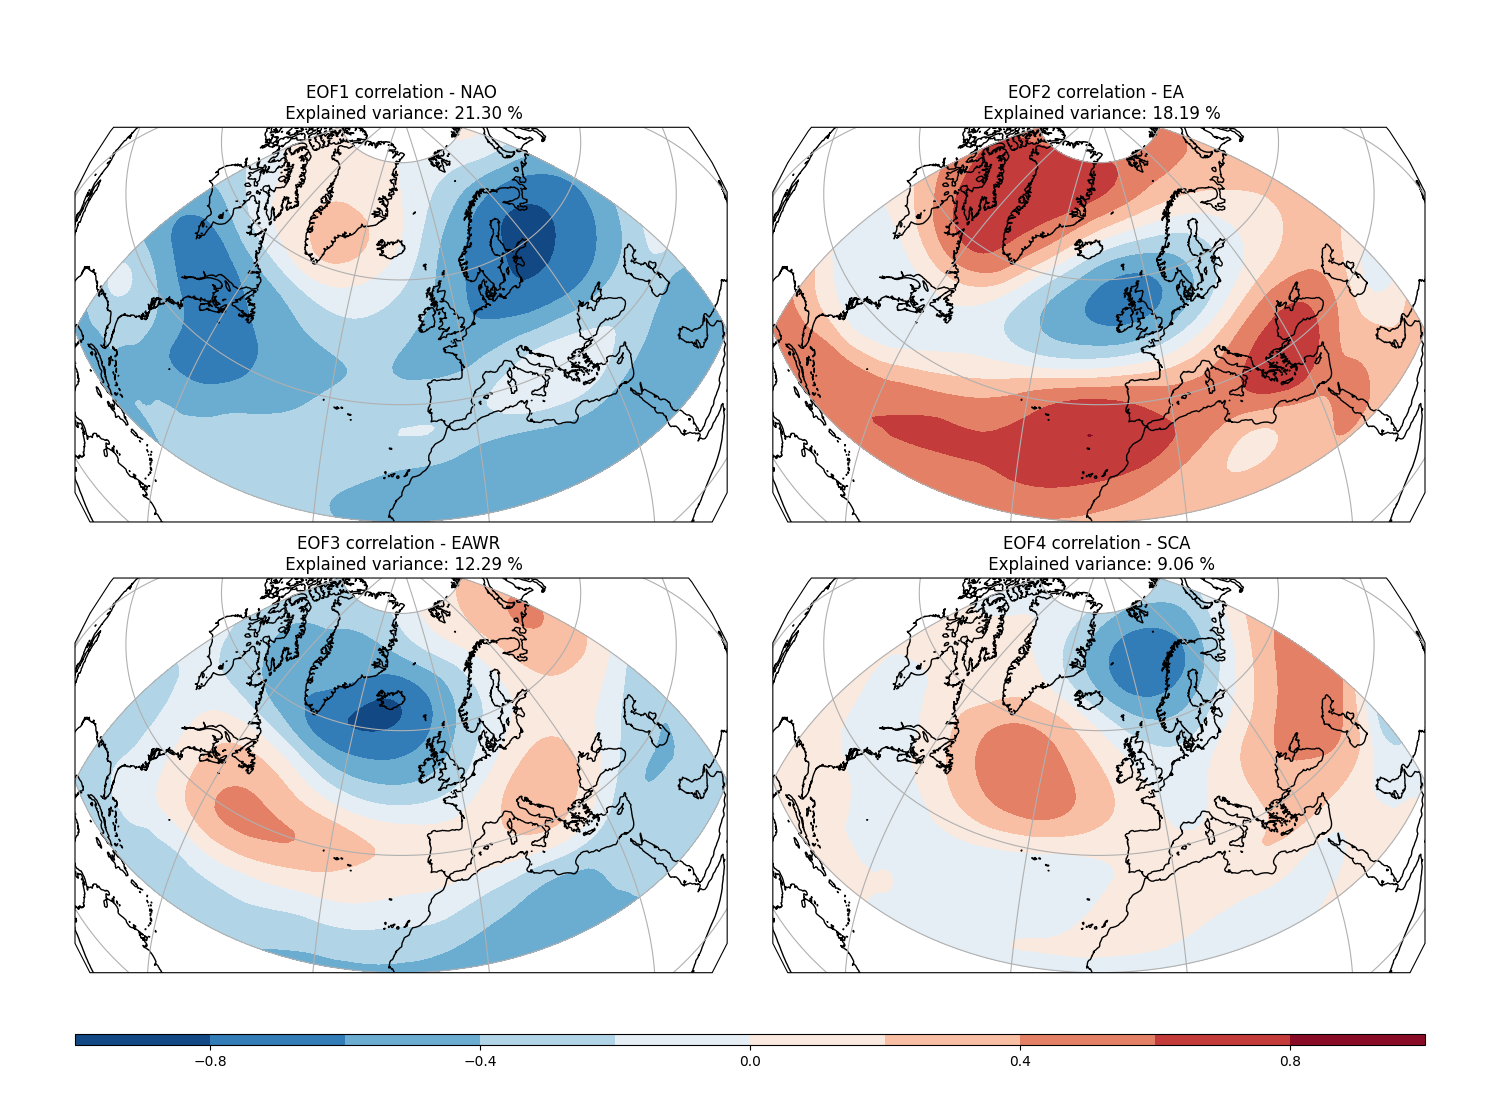 EOF1 correlation - NAO
Explained variance: 21.30 %
EOF2 correlation - EA
Explained variance: 18.19 %
EOF3 correlation - EAWR
Explained variance: 12.29 %
EOF4 correlation - SCA
Explained variance: 9.06 %
−0.8 −0.4 0.0 0.4 0.8